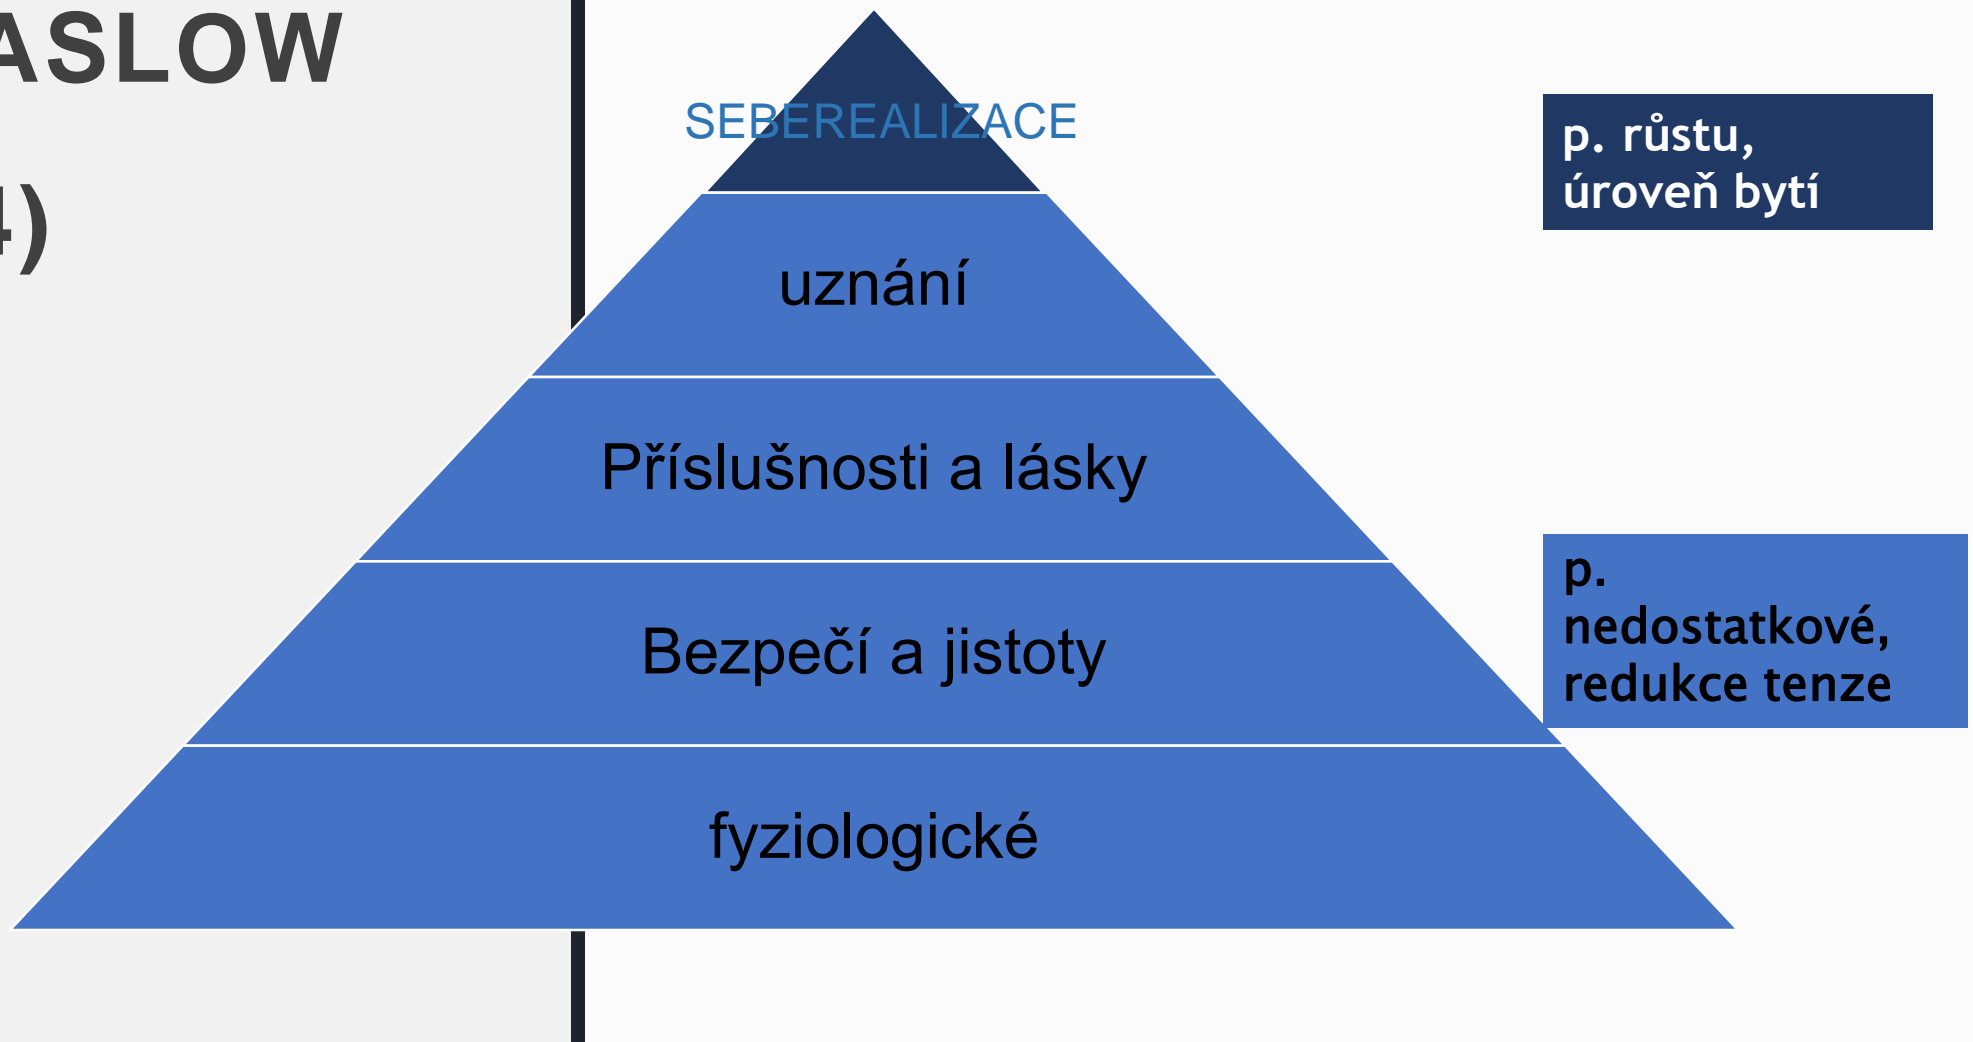 ASLOW
4)
SEBEREALIZACE
uznání
Příslušnosti a lásky
Bezpečí a jistoty
fyziologické
p. růstu,
úroveň bytí
p.
nedostatkové,
redukce tenze